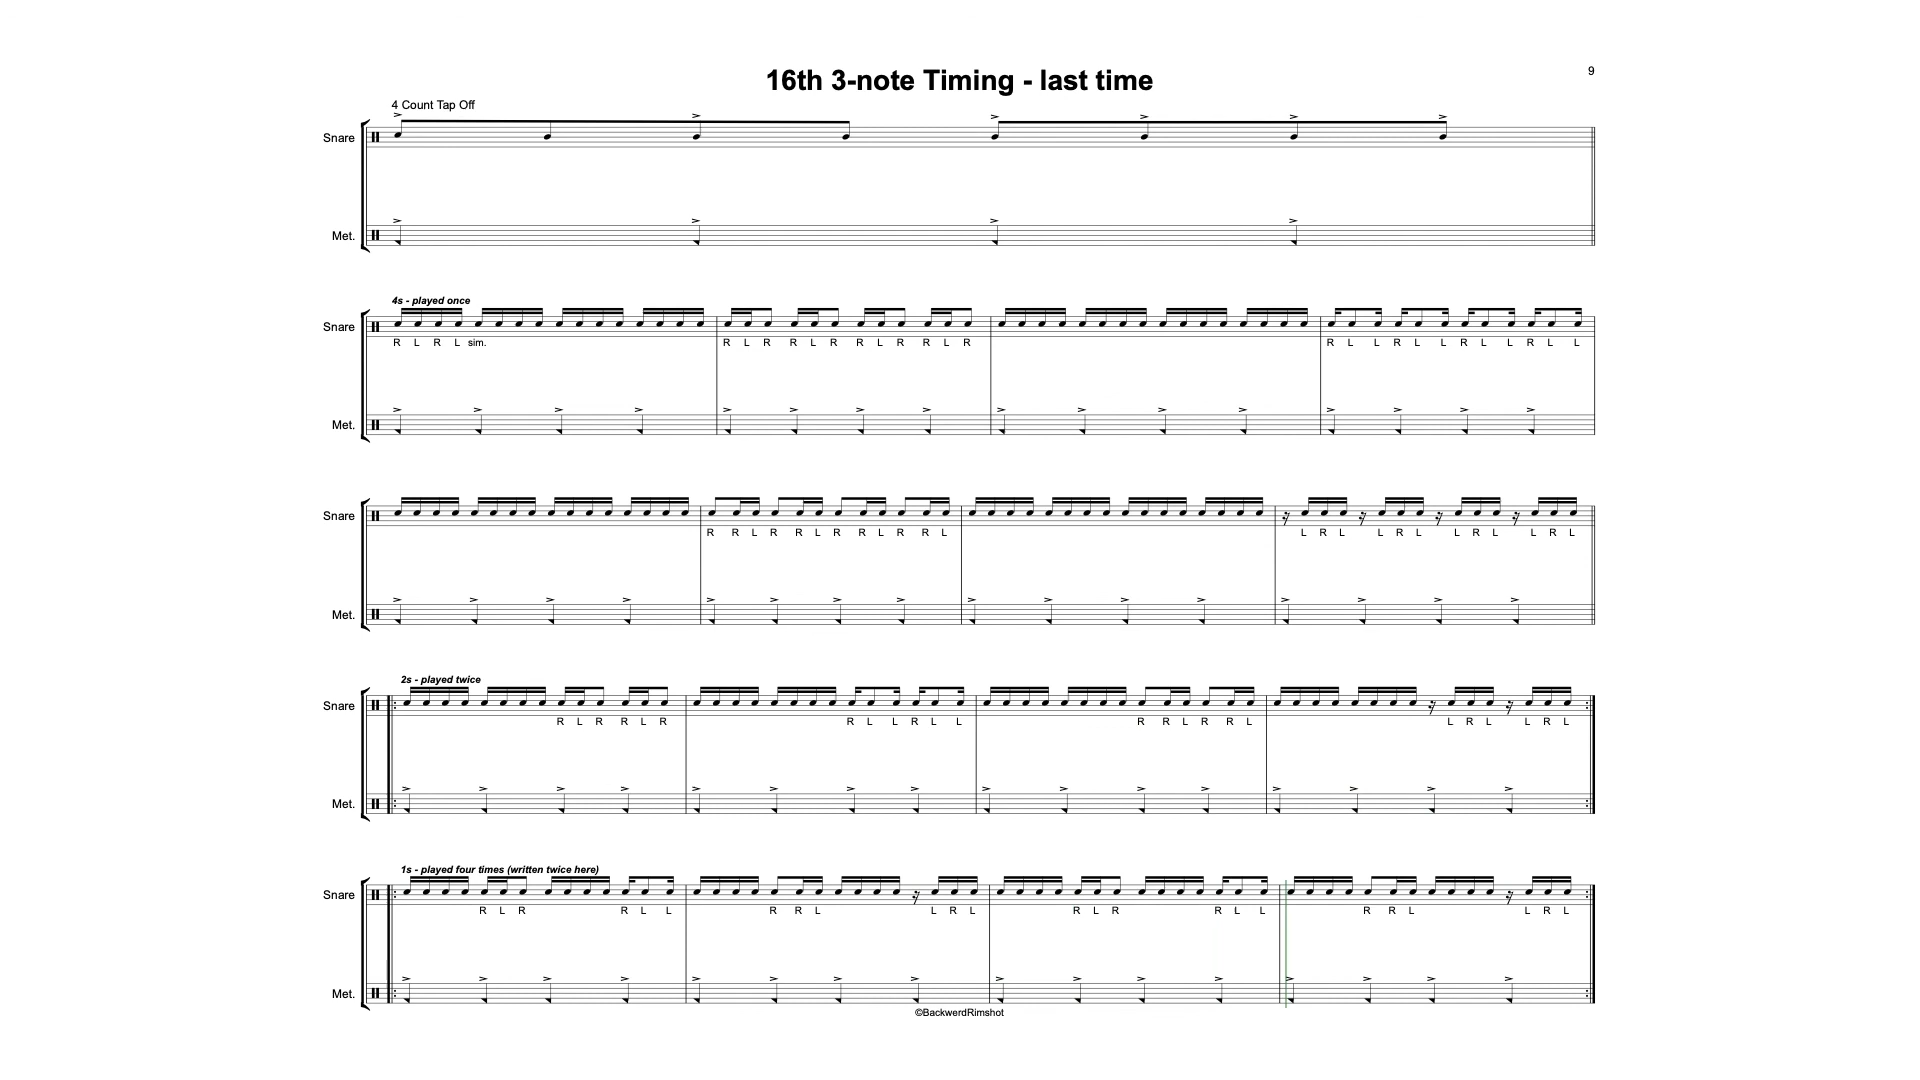 16th 3-note Timing - last time
9
4 Count Tap Off
Snare
Met.
4s - played once
Snare
R L R L sim. R L R R L R R L R R L R R L L R L L R L L R L L
Met.
Snare
R R L R R L R R L R R L L R L L R L L R L L R L
Met.
2s - played twice
Snare
R L R R L R R L L R L L R R L R R L L R L L R L
Met.
1s - played four times (written twice here)
Snare
R L R R L L R R L L R L R L R R L L R R L L R L
Met.
©BackwerdRimshot